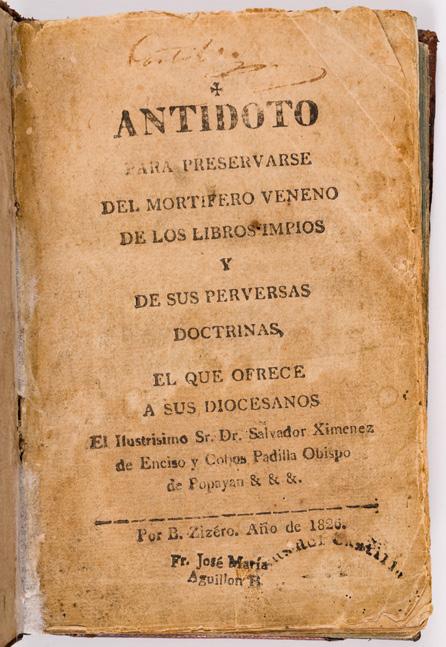 ANTIDOTO
PARA PRESERVARSE
DEL MORTIFERO VENENO
DE LOS LIBROS IMPIOS
Y
DE SUS PERVERSAS
DOCTRINAS,
EL QUE OFRECE
A SUS DIOCESANOS
El Ilustrisimo Sr. Dr. Salvador Ximenez
de Enciso y Cobos Padilla Obispo
de Popayan & & &.
Por B. Zizéro. Año de 1826.
Fr. José María
Aguillon B.
del Castillo